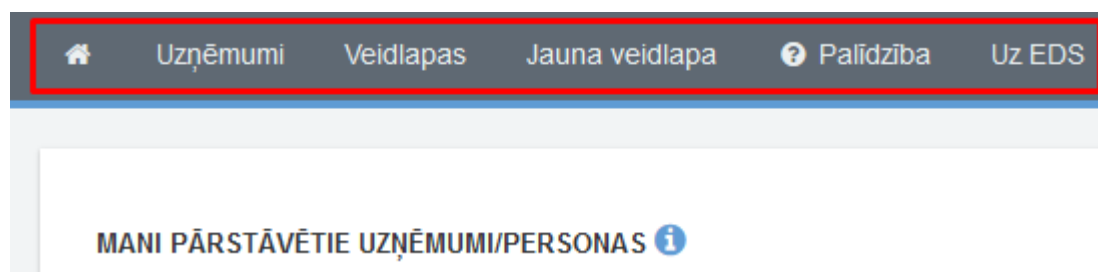 Uzņēmumi Veidlapas Jauna veidlapa Palīdzība Uz EDS
MANI PĀRSTĀVĒTIE UZŅĒMUMI/PERSONAS